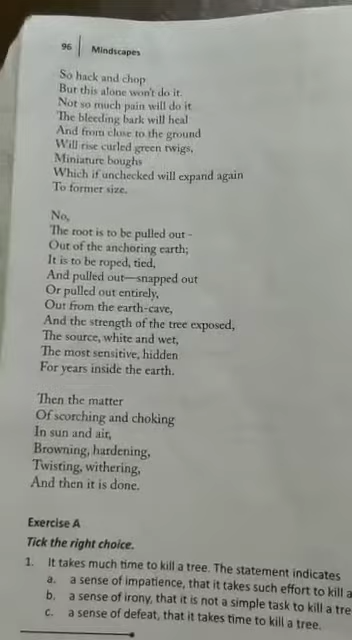 96 Mindscapes
So hack and chop
But this alone won't do it.
Not so much pain will do it
The bleeding bark will heal
And from close to the ground
Will rise curled green twigs,
Miniature boughs
Which if unchecked will expand again
To former size.
No,
The root is to be pulled out -
Out of the anchoring earth;
It is to be roped, tied,
And pulled out—snapped out
Or pulled out entirely,
Out from the earth-cave,
And the strength of the tree exposed,
The source, white and wet,
The most sensitive, hidden
For years inside the earth.
Then the matter
Of scorching and choking
In sun and air,
Browning, hardening,
Twisting, withering,
And then it is done.
Exercise A
Tick the right choice.
1. It takes much time to kill a tree. The statement indicates
a. a sense of impatience, that it takes such effort to kill a
b. a sense of irony, that it is not a simple task to kill a tre
c. a sense of defeat, that it takes time to kill a tree.